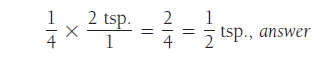 1/4 × 2 tsp./1 = 2/4 = 1/2 tsp., answer